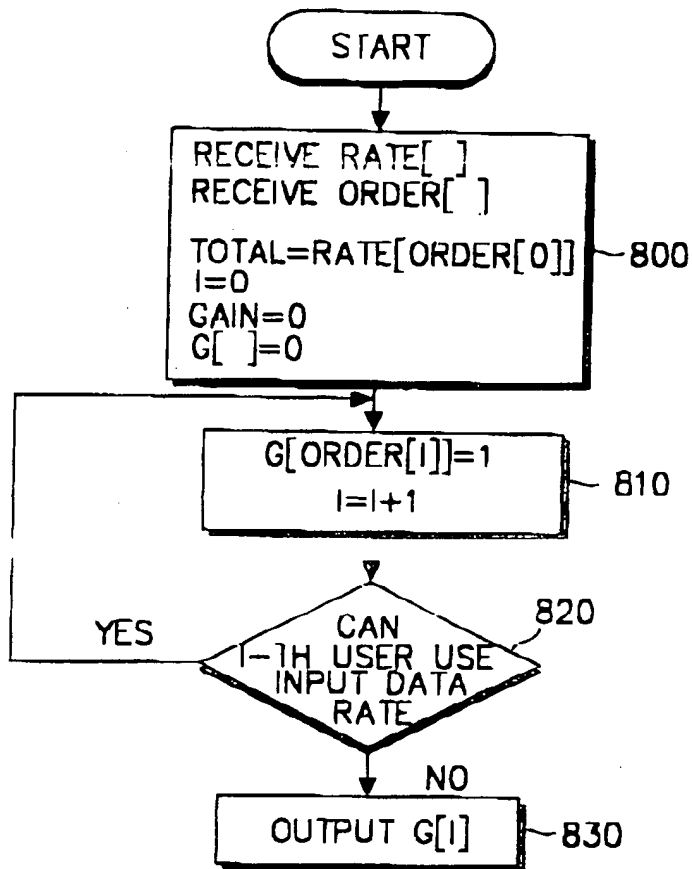 START
RECEIVE RATE[ ]
RECEIVE ORDER[ ]
TOTAL=RATE[ORDER[0]]
I=0
GAIN=0
G[ ]=0
800
G[ORDER[I]]=1
I=I+1
810
CAN
I-TH USER USE
INPUT DATA
RATE
820
YES
NO
OUTPUT G[I]
830